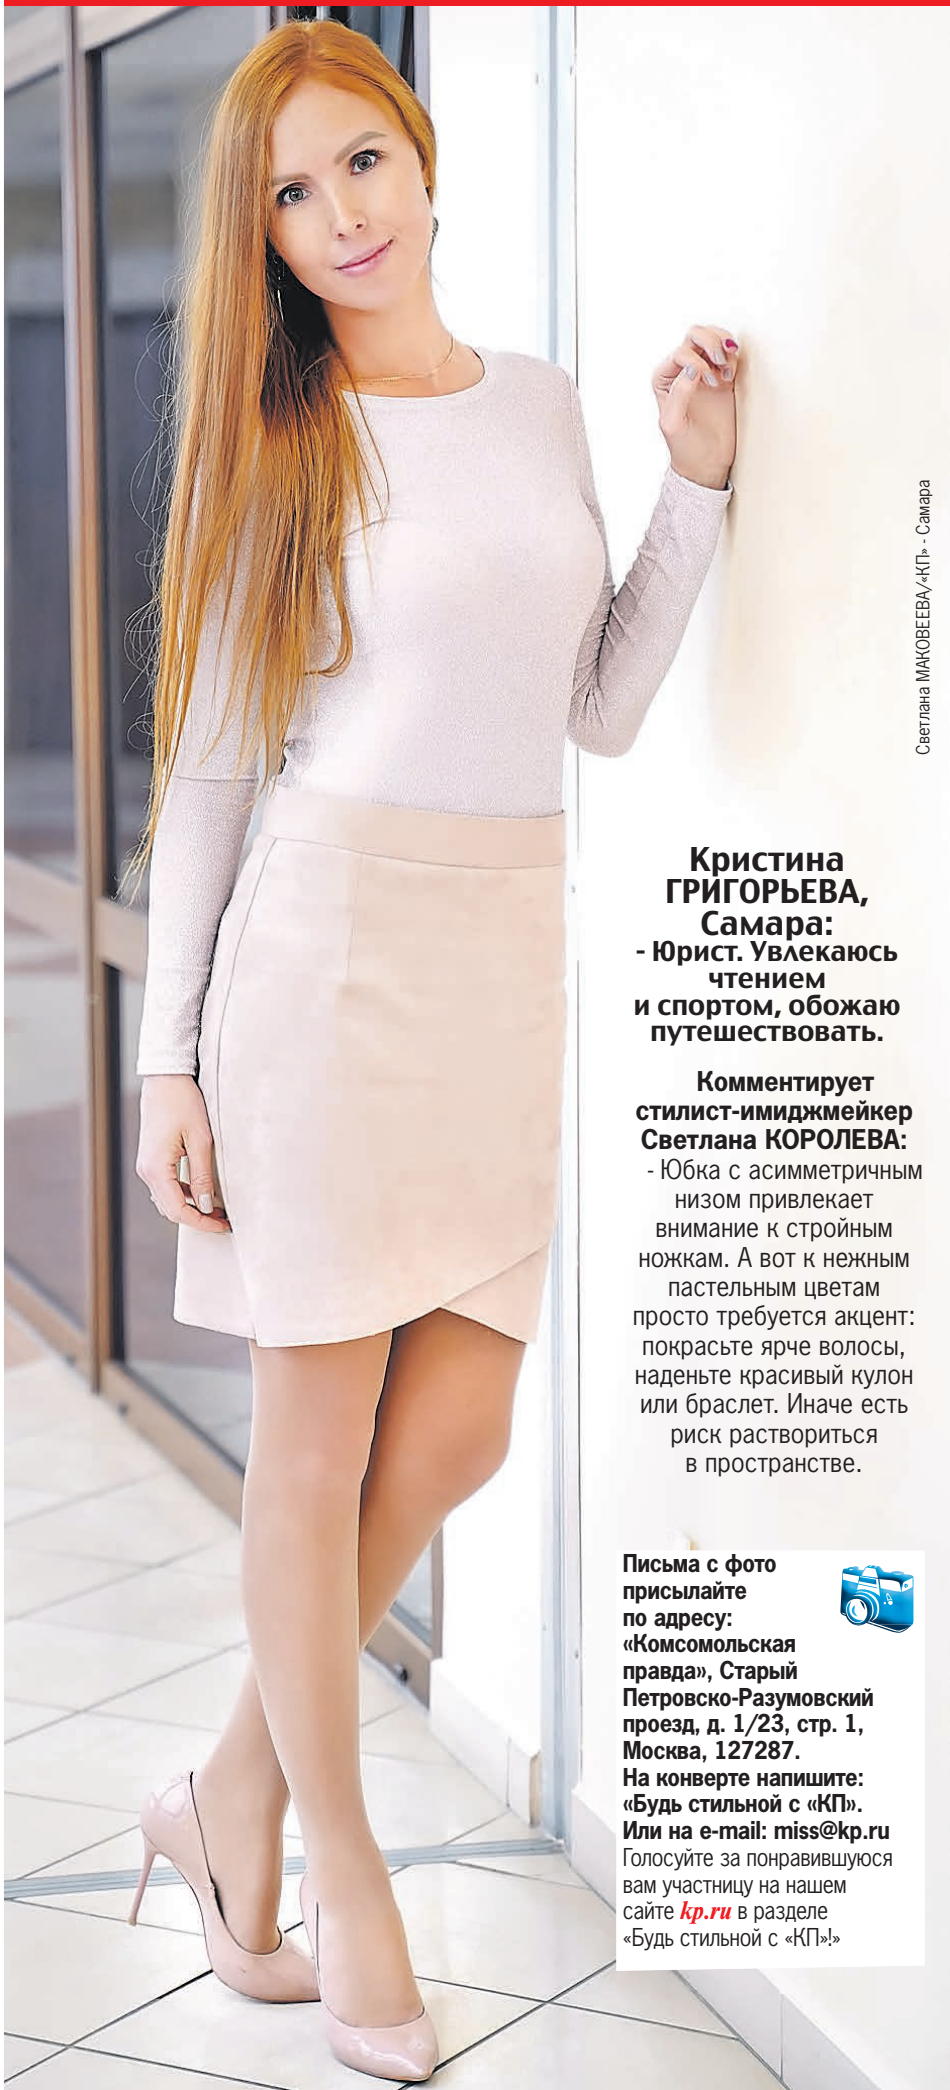 Светлана МАКОВЕЕВА/«КП» - Самара
Кристина
ГРИГОРЬЕВА,
Самара:
- Юрист. Увлекаюсь
чтением
и спортом, обожаю
путешествовать.
Комментирует
стилист-имиджмейкер
Светлана КОРОЛЕВА:
- Юбка с асимметричным
низом привлекает
внимание к стройным
ножкам. А вот к нежным
пастельным цветам
просто требуется акцент:
покрасьте ярче волосы,
наденьте красивый кулон
или браслет. Иначе есть
риск раствориться
в пространстве.
Письма с фото
присылайте
по адресу:
«Комсомольская
правда», Старый
Петровско-Разумовский
проезд, д. 1/23, стр. 1,
Москва, 127287.
На конверте напишите:
«Будь стильной с «КП».
Или на e-mail: miss@kp.ru
Голосуйте за понравившуюся
вам участницу на нашем
сайте kp.ru в разделе
«Будь стильной с «КП»!»